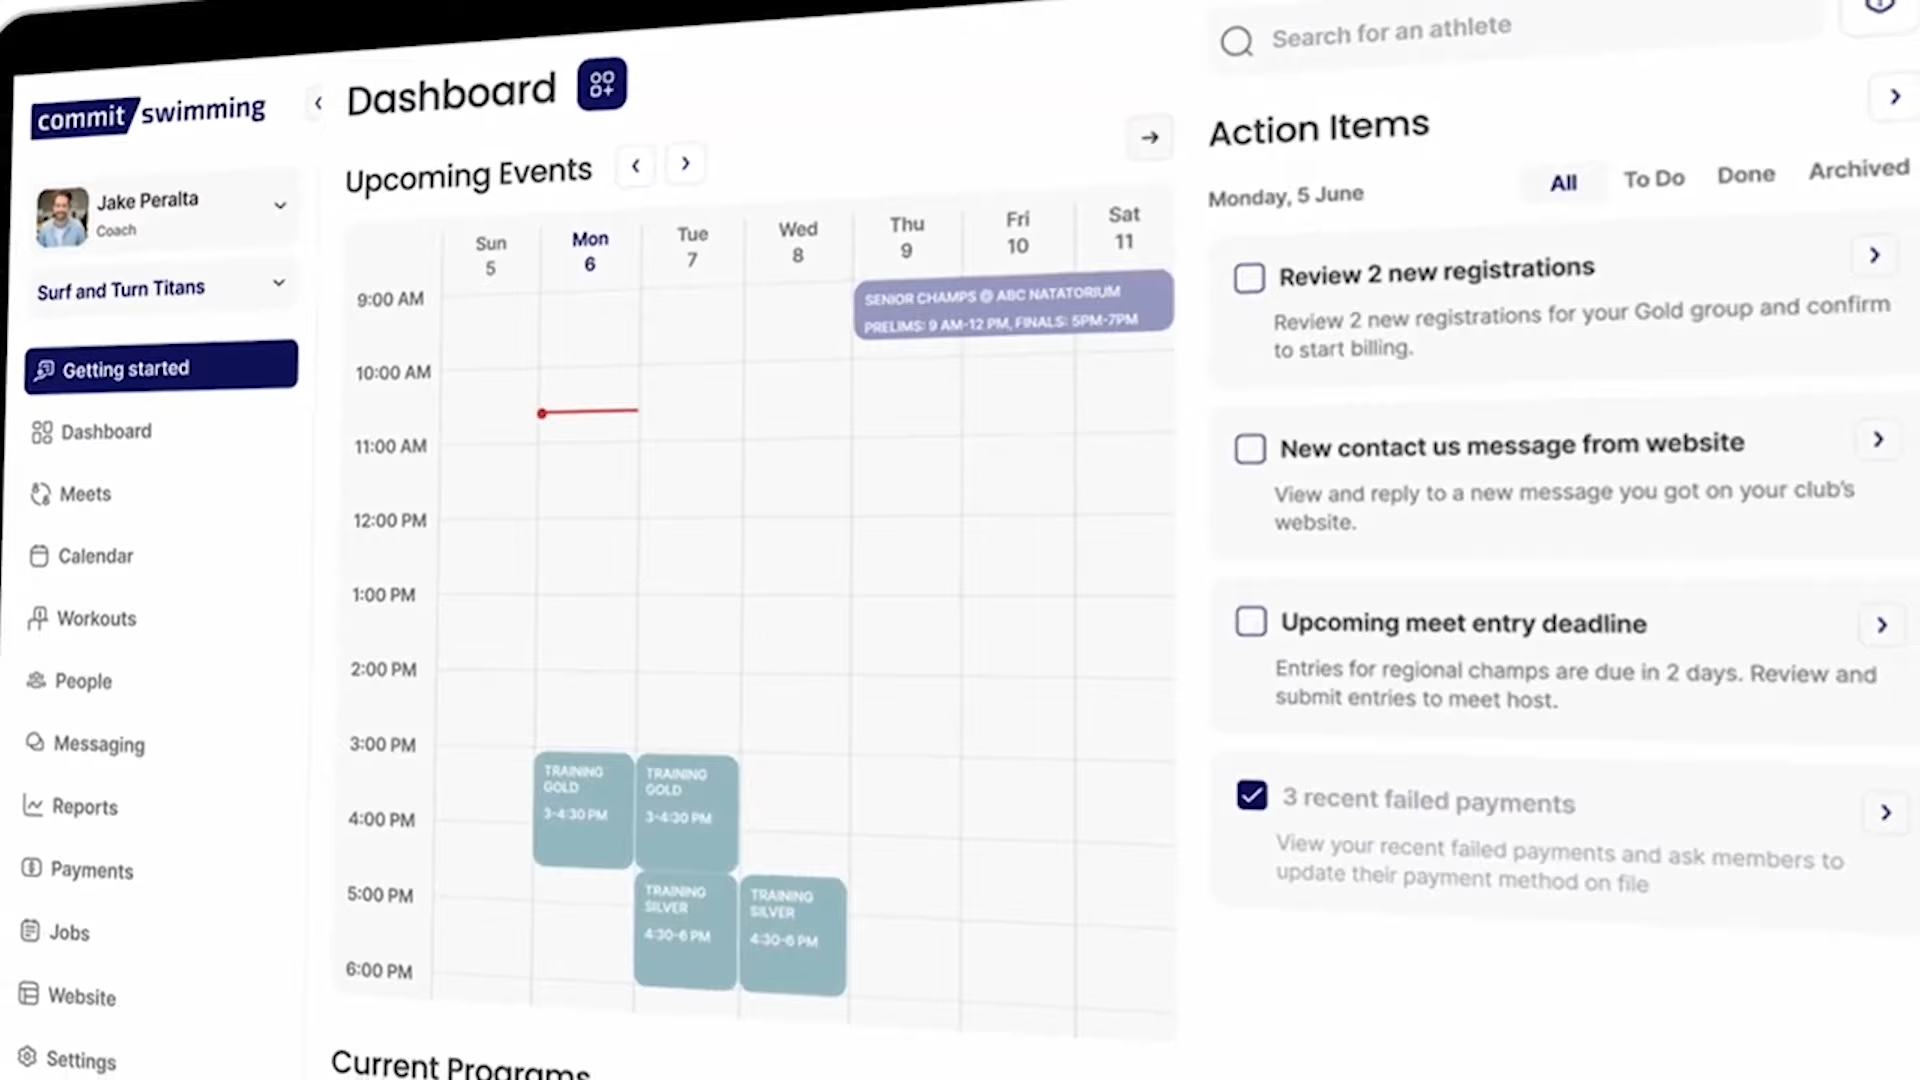 commit swimming
Jake Peralta
Coach
Surf and Turn Titans
Getting started
Dashboard
Meets
Calendar
Workouts
People
Messaging
Reports
Payments
Jobs
Website
Settings
Dashboard
Upcoming Events
Sun 5
Mon 6
Tue 7
Wed 8
Thu 9
Fri 10
Sat 11
9:00 AM
SENIOR CHAMPS @ ABC NATATORIUM
PRELIMS: 9 AM-12 PM, FINALS: 5PM-7PM
10:00 AM
11:00 AM
12:00 PM
1:00 PM
2:00 PM
3:00 PM
TRAINING
GOLD
3-4:30 PM
TRAINING
GOLD
3-4:30 PM
4:00 PM
5:00 PM
TRAINING
SILVER
4:30-6 PM
TRAINING
SILVER
4:30-6 PM
6:00 PM
Current Programs
Search for an athlete
Action Items
Monday, 5 June
All
To Do
Done
Archived
Review 2 new registrations
Review 2 new registrations for your Gold group and confirm
to start billing.
New contact us message from website
View and reply to a new message you got on your club's
website.
Upcoming meet entry deadline
Entries for regional champs are due in 2 days. Review and
submit entries to meet host.
3 recent failed payments
View your recent failed payments and ask members to
update their payment method on file